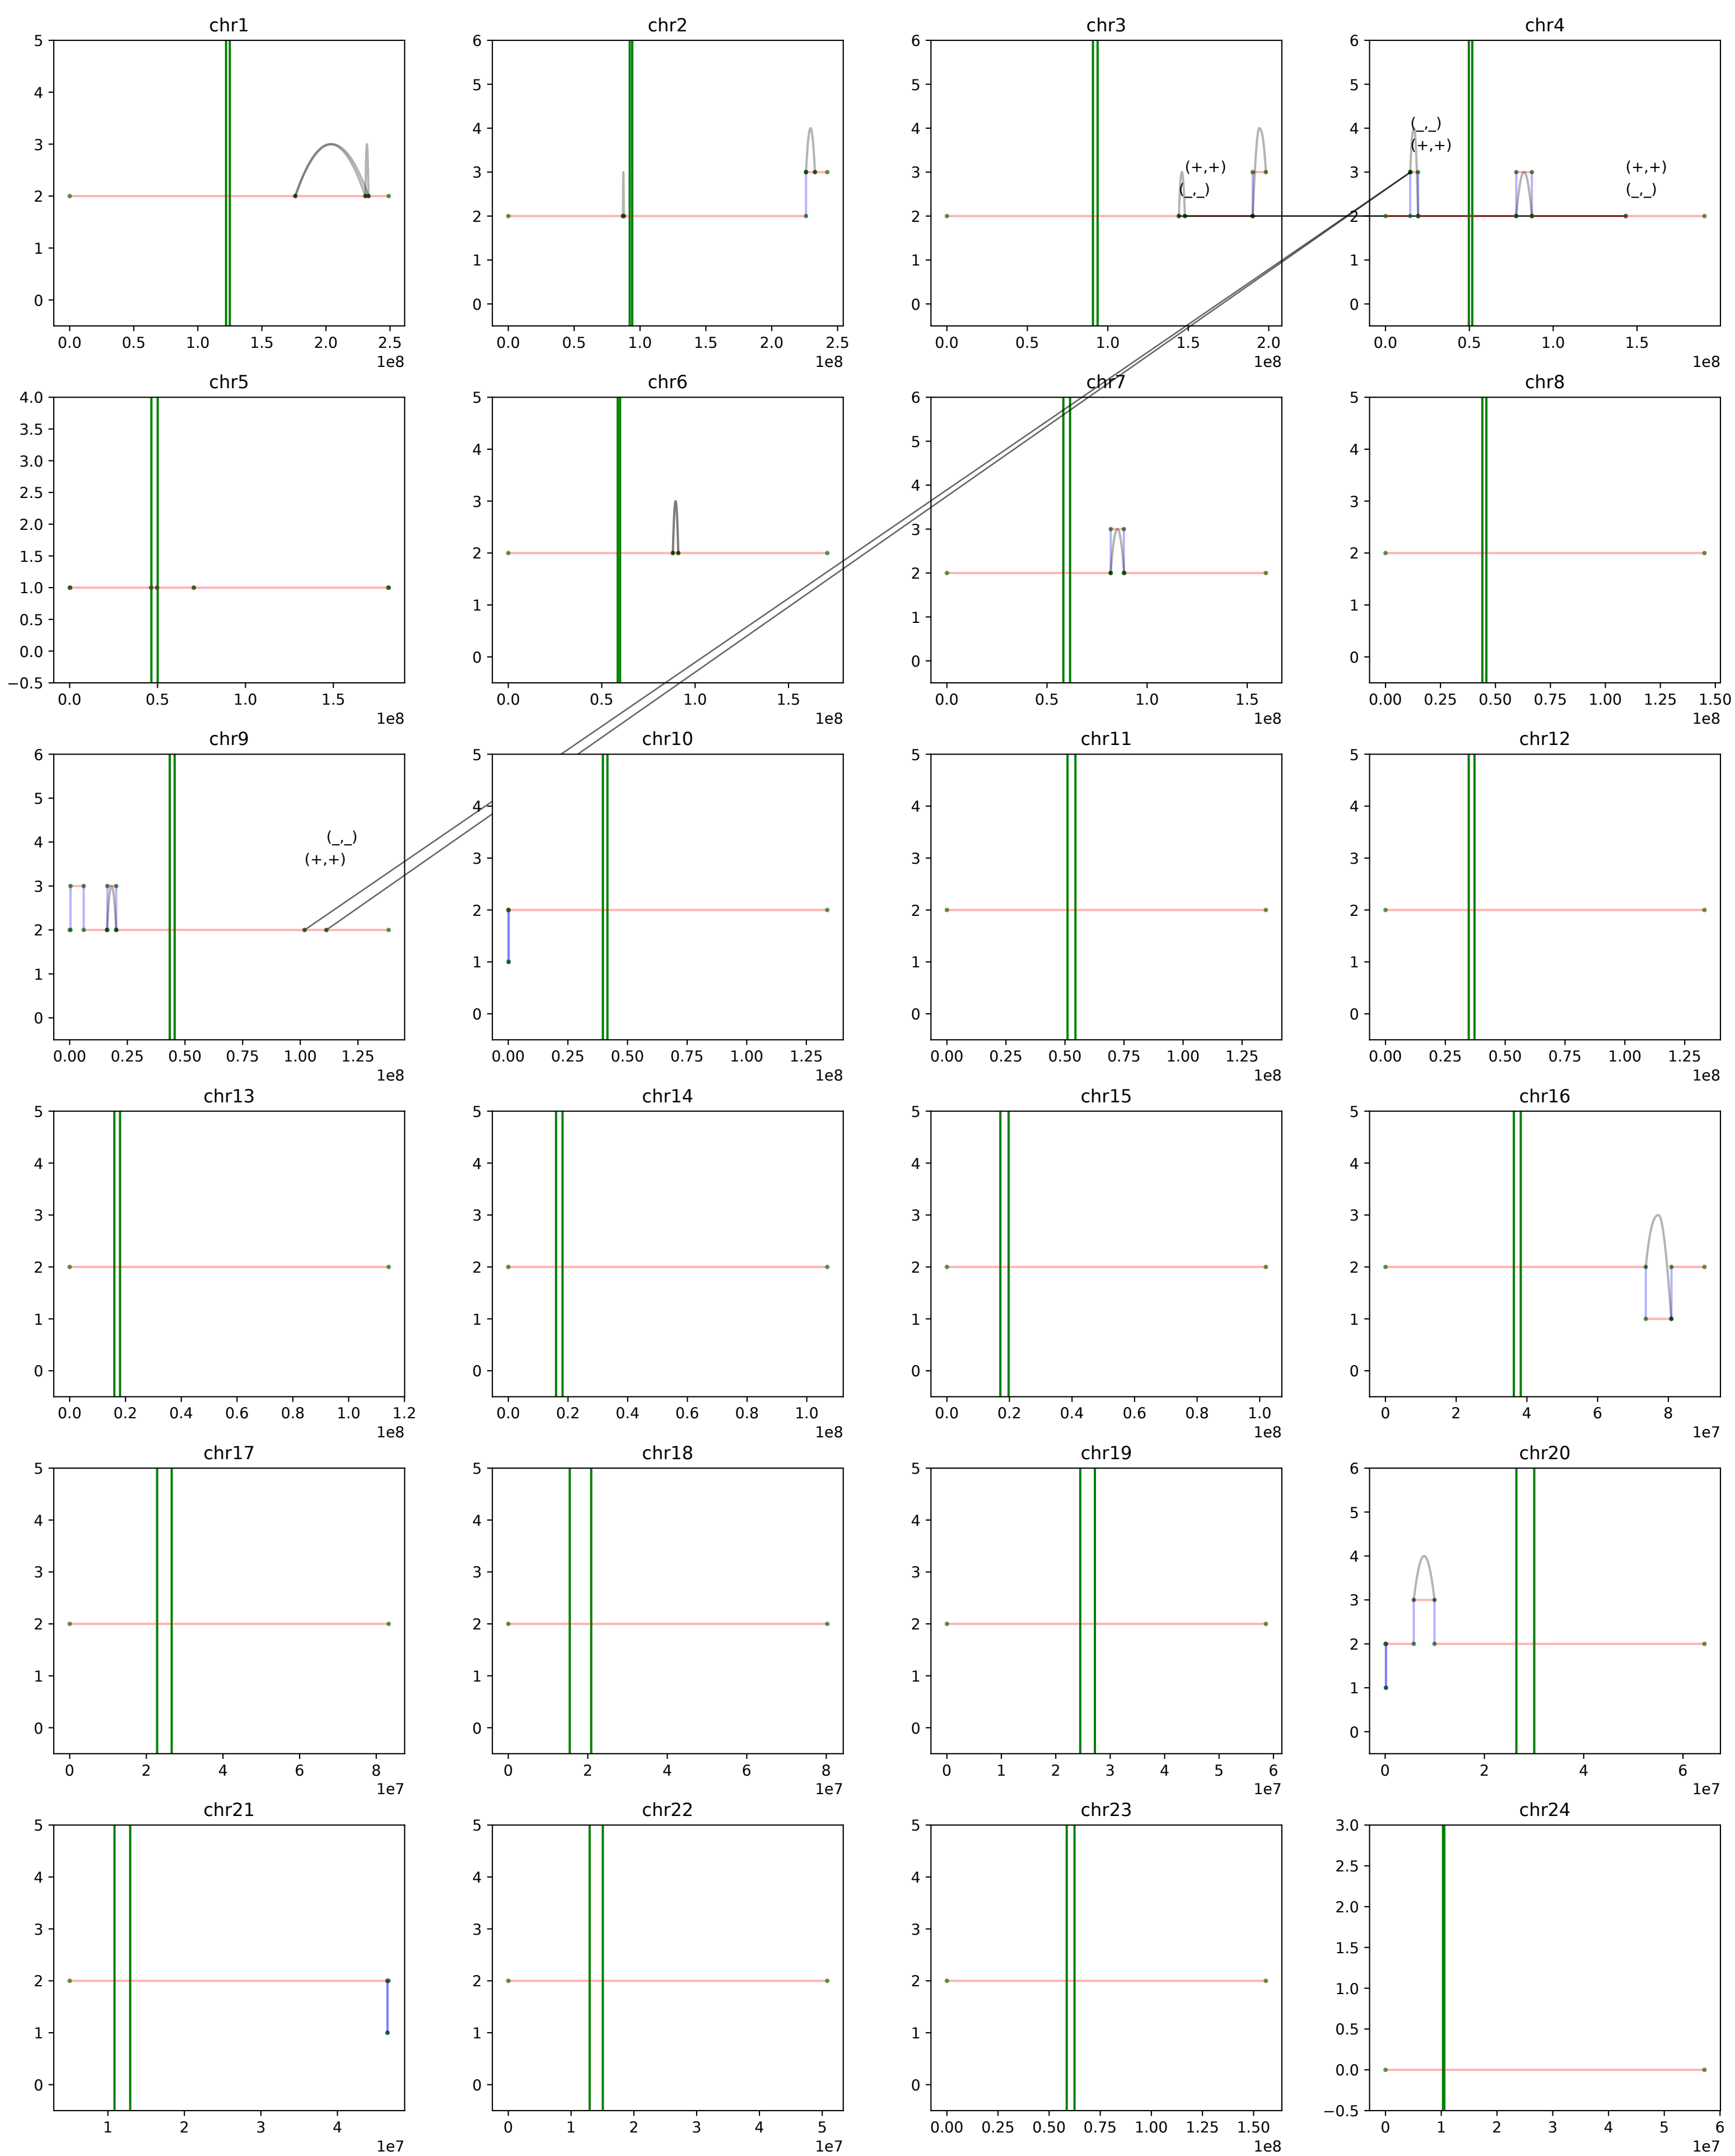 chr1 chr2 chr3 chr4
5 6 6 6
5 5 5
4 4 4 4 (_,_)
(+,+)
3 3 3 (+,+) 3 (+,+)
(_,_) (_,_)
2 2 2 2
1 1 1 1
0 0 0 0
0.0 0.5 1.0 1.5 2.0 2.5 0.0 0.5 1.0 1.5 2.0 2.5 0.0 0.5 1.0 1.5 2.0 0.0 0.5 1.0 1.5
1e8 1e8 1e8 1e8
chr5 chr6 chr7 chr8
4.0 5 6 5
3.5 5
3.0 4 4 4
2.5 3 3
2.0 3
1.5 2 2
1.0 2
0.5 1 1 1
0.0 0 0 0
−0.5
0.0 0.5 1.0 1.5 0.0 0.5 1.0 1.5 0.0 0.5 1.0 1.5 0.00 0.25 0.50 0.75 1.00 1.25 1.50
1e8 1e8 1e8 1e8
chr9 chr10 chr11 chr12
6 5 5 5
5 4 4 4
4 (_,_)
(+,+)
3 3 3 3
2 2 2 2
1 1 1 1
0 0 0 0
0.00 0.25 0.50 0.75 1.00 1.25 0.00 0.25 0.50 0.75 1.00 1.25 0.00 0.25 0.50 0.75 1.00 1.25 0.00 0.25 0.50 0.75 1.00 1.25
1e8 1e8 1e8 1e8
chr13 chr14 chr15 chr16
5 5 5 5
4 4 4 4
3 3 3 3
2 2 2 2
1 1 1 1
0 0 0 0
0.0 0.2 0.4 0.6 0.8 1.0 1.2 0.0 0.2 0.4 0.6 0.8 1.0 0.0 0.2 0.4 0.6 0.8 1.0 0 2 4 6 8
1e8 1e8 1e8 1e7
chr17 chr18 chr19 chr20
5 5 5 6
5
4 4 4 4
3 3 3 3
2 2 2 2
1 1 1 1
0 0 0 0
0 2 4 6 8 0 2 4 6 8 0 1 2 3 4 5 6 0 2 4 6
1e7 1e7 1e7 1e7
chr21 chr22 chr23 chr24
5 5 5 3.0
4 4 4 2.5
3 3 3 2.0
1.5
2 2 2 1.0
1 1 1 0.5
0 0 0 0.0
−0.5
1 2 3 4 0 1 2 3 4 5 0.00 0.25 0.50 0.75 1.00 1.25 1.50 0 1 2 3 4 5 6
1e7 1e7 1e8 1e7